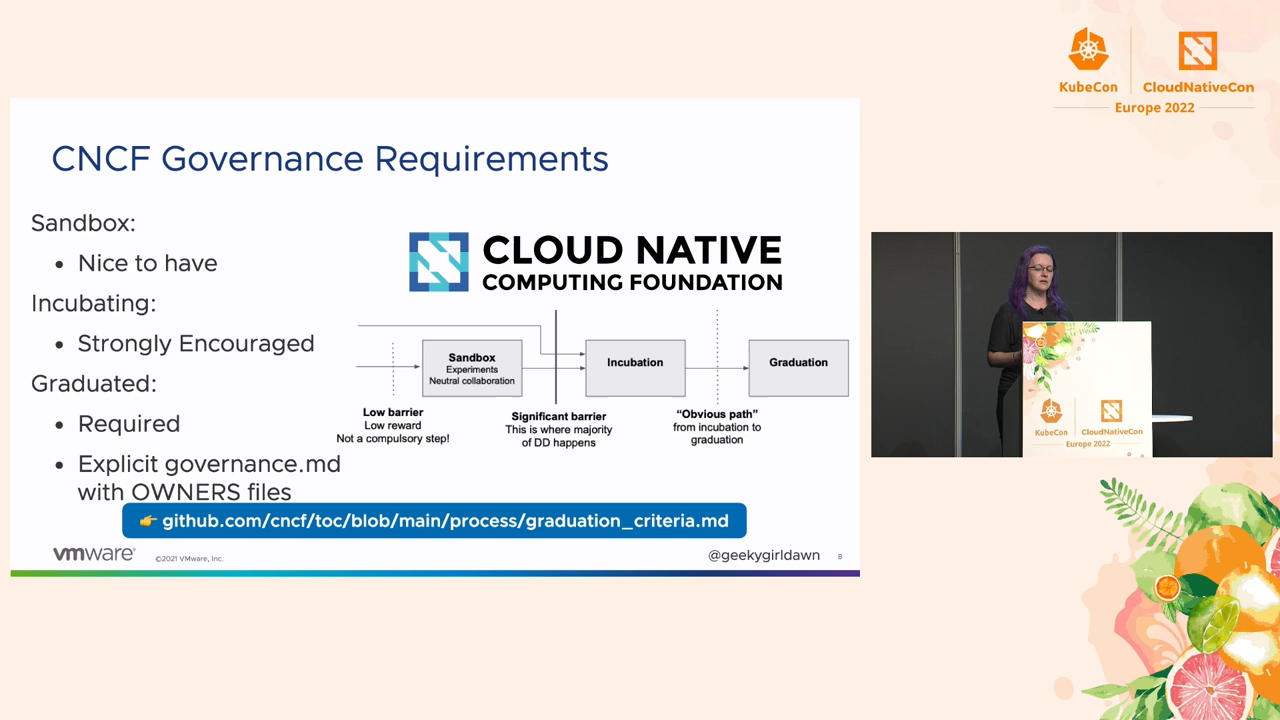 KubeCon
CloudNativeCon
Europe 2022
CNCF Governance Requirements
Sandbox:
• Nice to have
Incubating:
• Strongly Encouraged
Graduated:
• Required
• Explicit governance.md
with OWNERS files
CLOUD NATIVE
COMPUTING FOUNDATION
Sandbox
Experiments
Neutral collaboration
Incubation
Graduation
Low barrier
Low reward
Not a compulsory step!
Significant barrier
This is where majority
of DD happens
“Obvious path”
from incubation to
graduation
👉 github.com/cncf/toc/blob/main/process/graduation_criteria.md
vmware®
©2021 VMware, Inc.
@geekygirldawn
8
KubeCon
CloudNativeCon
Europe 2022